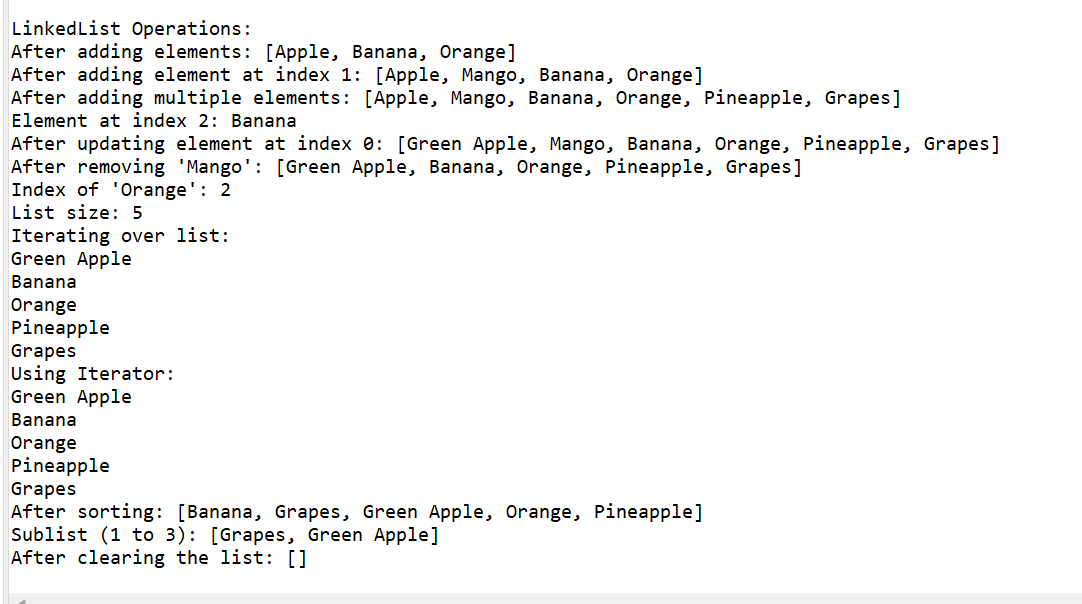 LinkedList Operations:
After adding elements: [Apple, Banana, Orange]
After adding element at index 1: [Apple, Mango, Banana, Orange]
After adding multiple elements: [Apple, Mango, Banana, Orange, Pineapple, Grapes]
Element at index 2: Banana
After updating element at index 0: [Green Apple, Mango, Banana, Orange, Pineapple, Grapes]
After removing 'Mango': [Green Apple, Banana, Orange, Pineapple, Grapes]
Index of 'Orange': 2
List size: 5
Iterating over list:
Green Apple
Banana
Orange
Pineapple
Grapes
Using Iterator:
Green Apple
Banana
Orange
Pineapple
Grapes
After sorting: [Banana, Grapes, Green Apple, Orange, Pineapple]
Sublist (1 to 3): [Grapes, Green Apple]
After clearing the list: []